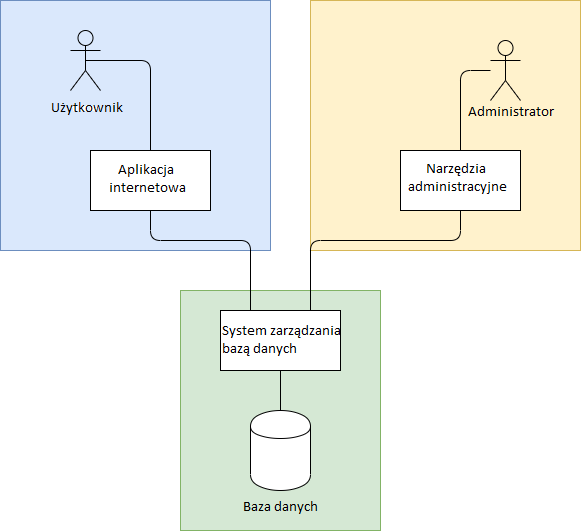 Użytkownik
Administrator
Aplikacja
internetowa
Narzędzia
administracyjne
System zarządzania
bazą danych
Baza danych